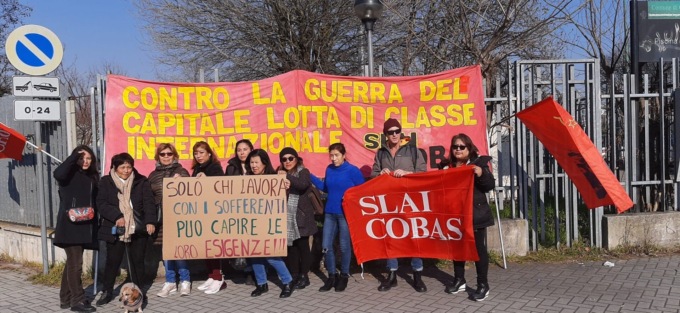 0-24
CONTRO LA GUERRA DEL
CAPITALE LOTTA DI CLASSE
INTERNAZIONALE SLAI
SOLO CHI LAVORA
CON I SOFFERENTI
PUO CAPIRE LE
LORO ESIGENZE!!!
SLAI
COBAS